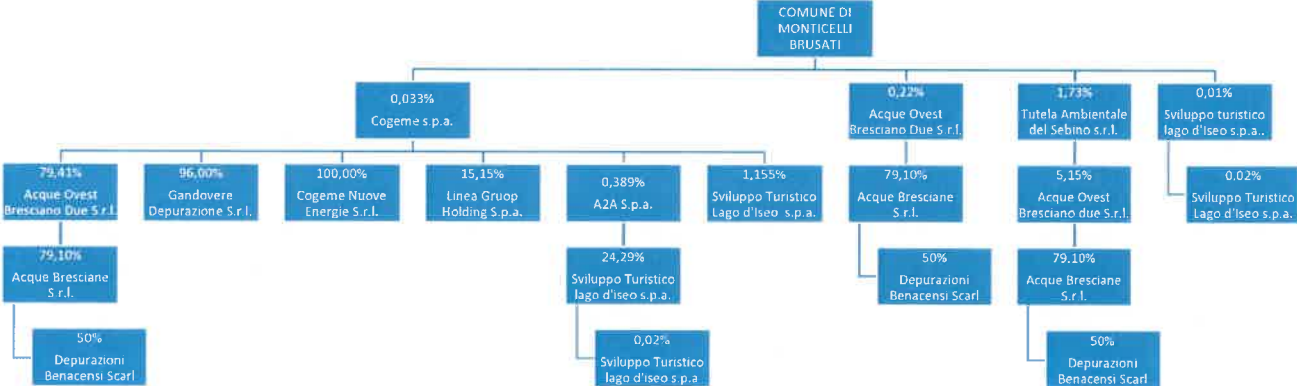 COMUNE DI
MONTICELLI
BRUSATI
0,033%
Cogeme s.p.a.
0,22%
Acque Ovest
Bresciano Due S.r.l.
1,73%
Tutela Ambientale
del Sebino s.r.l.
0,01%
Sviluppo turistico
lago d'Iseo s.p.a..
79,41%
Acque Ovest
Bresciano Due S.r.l.
96,00%
Gandovere
Depurazione S.r.l.
100,00%
Cogeme Nuove
Energie S.r.l.
15,15%
Linea Gruop
Holding S.p.a.
0,389%
A2A S.p.a.
1,155%
Sviluppo Turistico
Lago d'Iseo s.p.a.
79,10%
Acque Bresciane
S.r.l.
5,15%
Acque Ovest
Bresciano due S.r.l.
0,02%
Sviluppo Turistico
Lago d'Iseo s.p.a.
79,10%
Acque Bresciane
S.r.l.
24,29%
Sviluppo Turistico
lago d'iseo s.p.a.
50%
Depurazioni
Benacensi Scarl
79,10%
Acque Bresciane
S.r.l.
50%
Depurazioni
Benacensi Scarl
0,02%
Sviluppo Turistico
lago d'iseo s.p.a
50%
Depurazioni
Benacensi Scarl